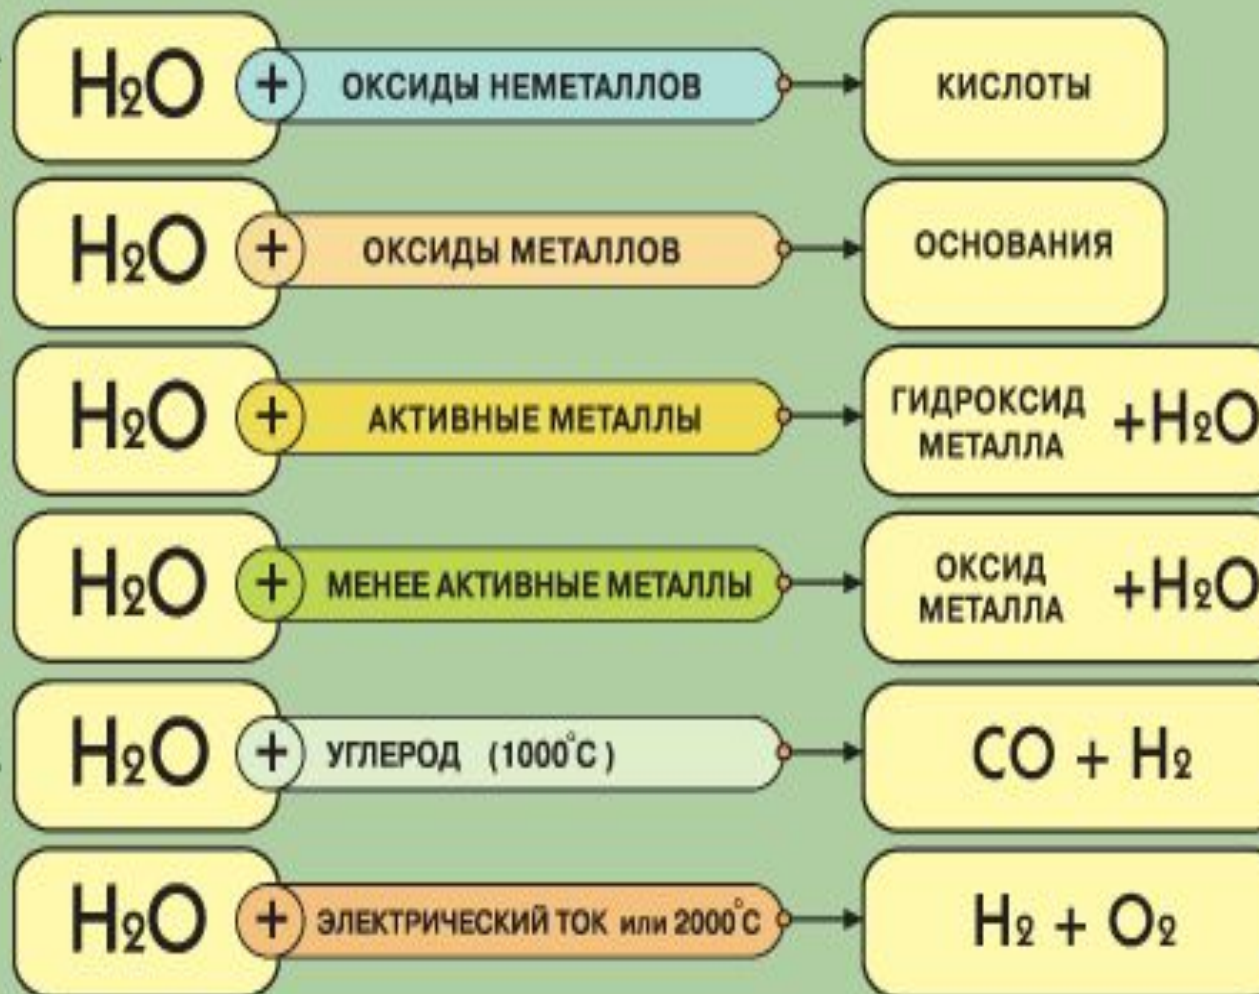 H₂O + ОКСИДЫ НЕМЕТАЛЛОВ КИСЛОТЫ
H₂O + ОКСИДЫ МЕТАЛЛОВ ОСНОВАНИЯ
H₂O + АКТИВНЫЕ МЕТАЛЛЫ ГИДРОКСИД МЕТАЛЛА +H₂O
H₂O + МЕНЕЕ АКТИВНЫЕ МЕТАЛЛЫ ОКСИД МЕТАЛЛА +H₂O
H₂O + УГЛЕРОД (1000°C) CO + H₂
H₂O + ЭЛЕКТРИЧЕСКИЙ ТОК или 2000°C H₂ + O₂